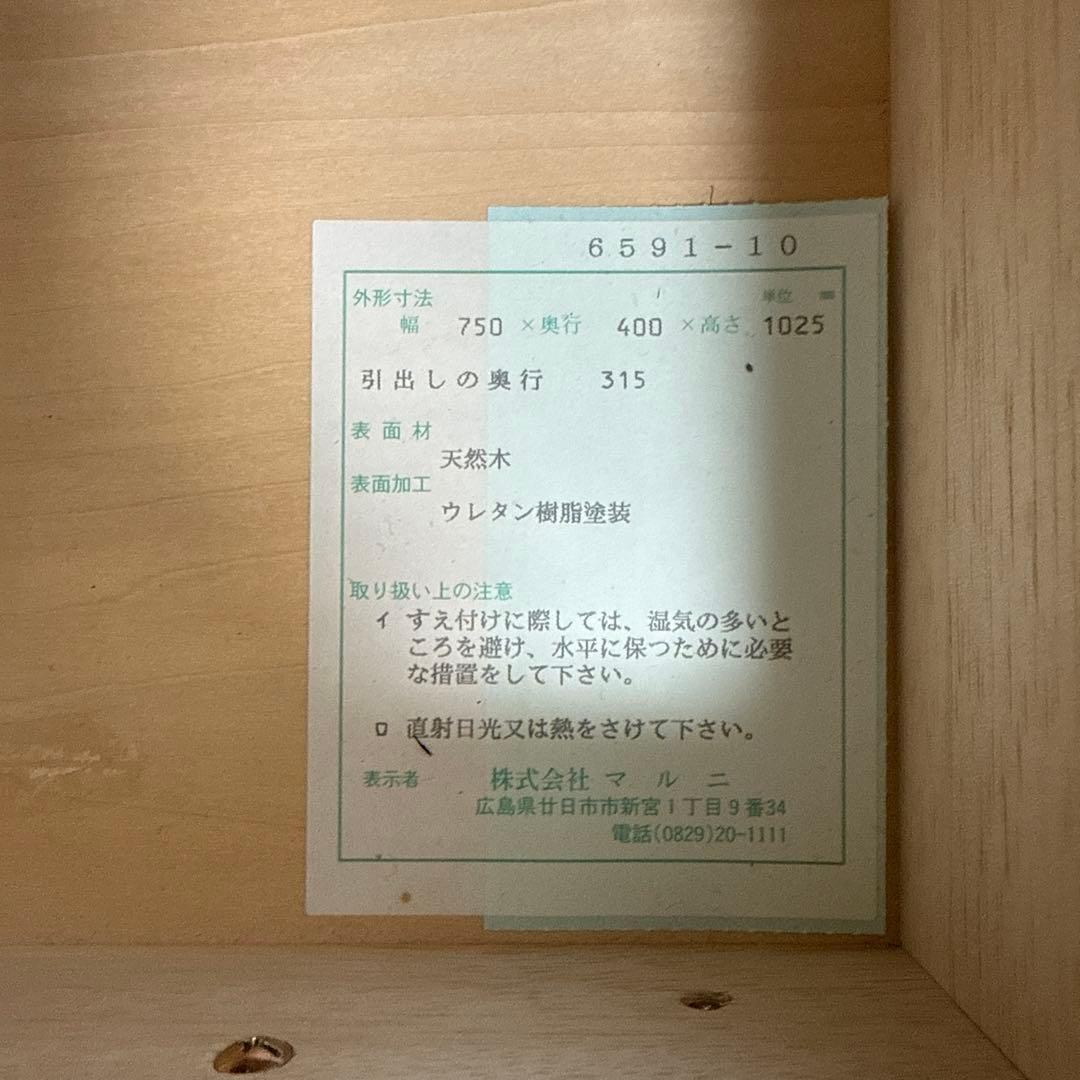 6591-10
外形寸法 単位 mm
幅 750 ×奥行 400 ×高さ 1025
引出しの奥行 315
表面材
天然木
表面加工
ウレタン樹脂塗装
取り扱い上の注意
イ すえ付けに際しては、湿気の多いと
ころを避け、水平に保つために必要
な措置をして下さい。
ロ 直射日光又は熱をさけて下さい。
表示者 株式会社 マルニ
広島県廿日市市新宮1丁目9番34
電話(0829)20-1111